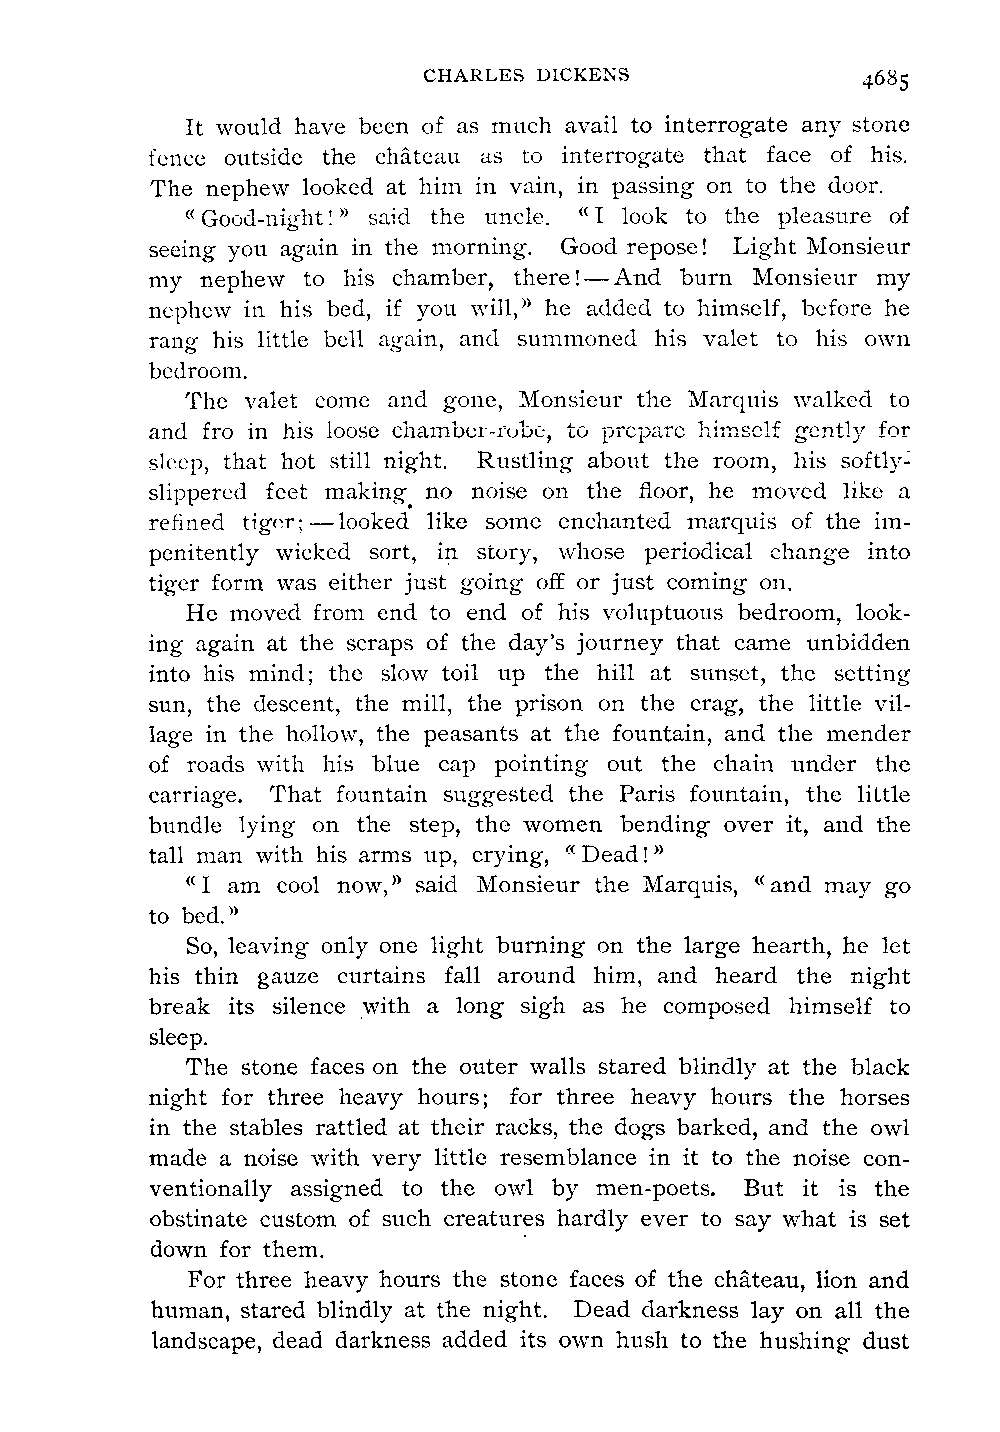 CHARLES DICKENS 4685
It would have been of as much avail to interrogate any stone
fence outside the château as to interrogate that face of his.
The nephew looked at him in vain, in passing on to the door.
“Good-night!” said the uncle. “I look to the pleasure of
seeing you again in the morning. Good repose! Light Monsieur
my nephew to his chamber, there!—And burn Monsieur my
nephew in his bed, if you will,” he added to himself, before he
rang his little bell again, and summoned his valet to his own
bedroom.
The valet come and gone, Monsieur the Marquis walked to
and fro in his loose chamber-robe, to prepare himself gently for
sleep, that hot still night. Rustling about the room, his softly-
slippered feet making no noise on the floor, he moved like a
refined tiger;—looked like some enchanted marquis of the im-
penitently wicked sort, in story, whose periodical change into
tiger form was either just going off or just coming on.
He moved from end to end of his voluptuous bedroom, look-
ing again at the scraps of the day’s journey that came unbidden
into his mind; the slow toil up the hill at sunset, the setting
sun, the descent, the mill, the prison on the crag, the little vil-
lage in the hollow, the peasants at the fountain, and the mender
of roads with his blue cap pointing out the chain under the
carriage. That fountain suggested the Paris fountain, the little
bundle lying on the step, the women bending over it, and the
tall man with his arms up, crying, “Dead!”
“I am cool now,” said Monsieur the Marquis, “and may go
to bed.”
So, leaving only one light burning on the large hearth, he let
his thin gauze curtains fall around him, and heard the night
break its silence with a long sigh as he composed himself to
sleep.
The stone faces on the outer walls stared blindly at the black
night for three heavy hours; for three heavy hours the horses
in the stables rattled at their racks, the dogs barked, and the owl
made a noise with very little resemblance in it to the noise con-
ventionally assigned to the owl by men-poets. But it is the
obstinate custom of such creatures hardly ever to say what is set
down for them.
For three heavy hours the stone faces of the château, lion and
human, stared blindly at the night. Dead darkness lay on all the
landscape, dead darkness added its own hush to the hushing dust